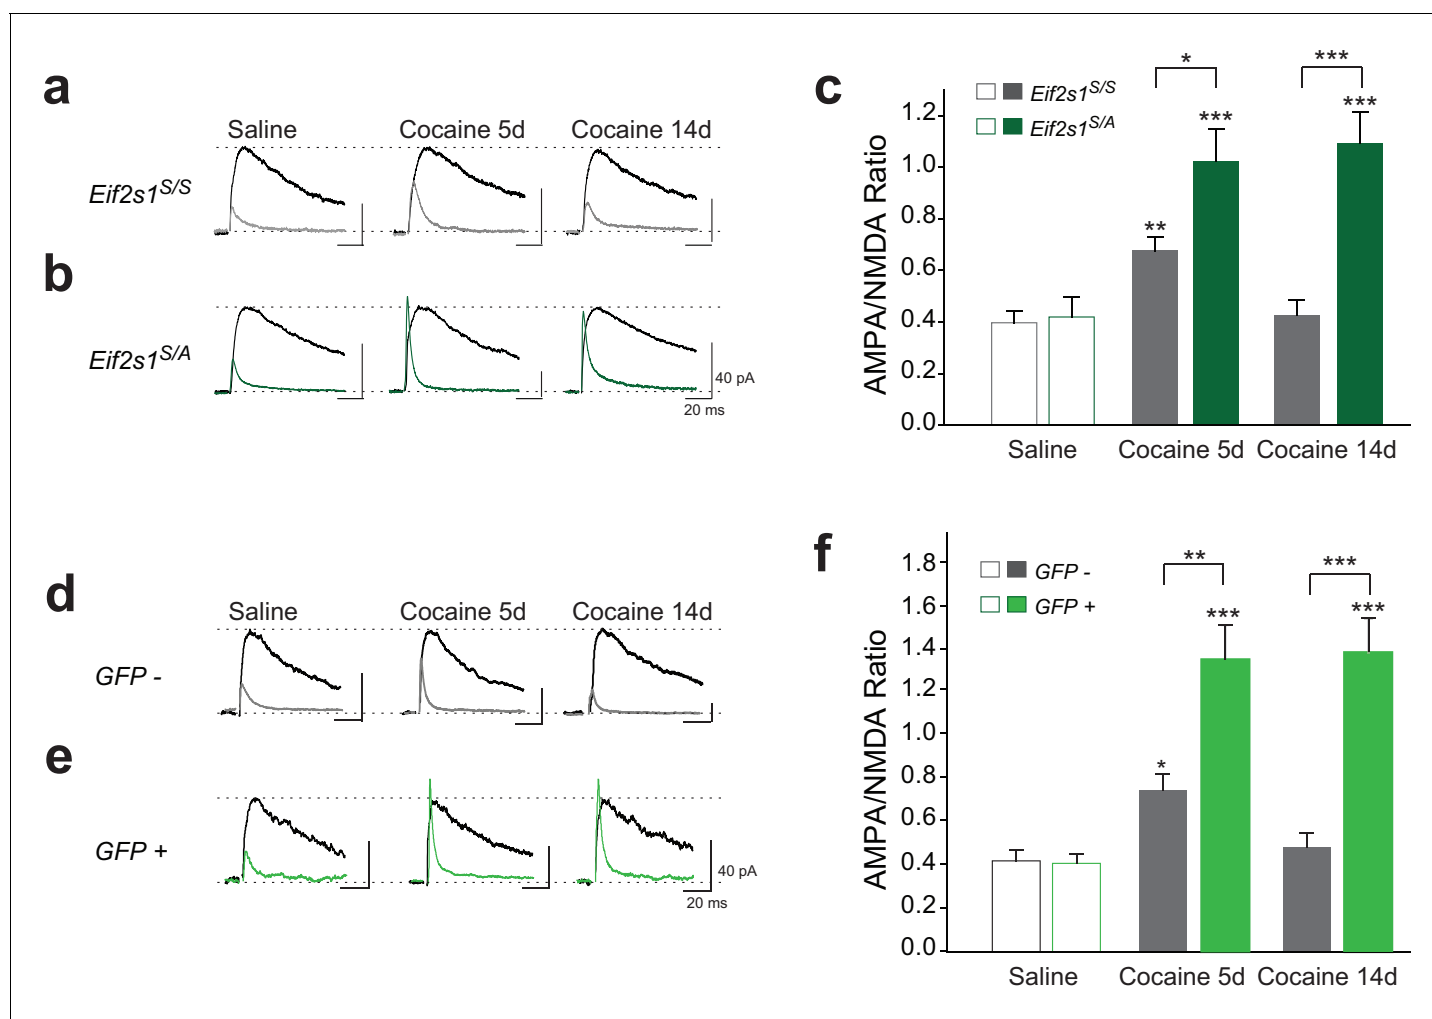 a
Saline Cocaine 5d Cocaine 14d
Eif2s1S/S
b
Eif2s1S/A
40 pA
20 ms
c
* ***
Eif2s1S/S
Eif2s1S/A
*** ***
**
AMPA/NMDA Ratio
1.2
1.0
0.8
0.6
0.4
0.2
0.0
Saline Cocaine 5d Cocaine 14d
d
Saline Cocaine 5d Cocaine 14d
GFP -
e
GFP +
40 pA
20 ms
f
** ***
GFP -
GFP +
*** ***
*
AMPA/NMDA Ratio
1.8
1.6
1.4
1.2
1.0
0.8
0.6
0.4
0.2
0.0
Saline Cocaine 5d Cocaine 14d